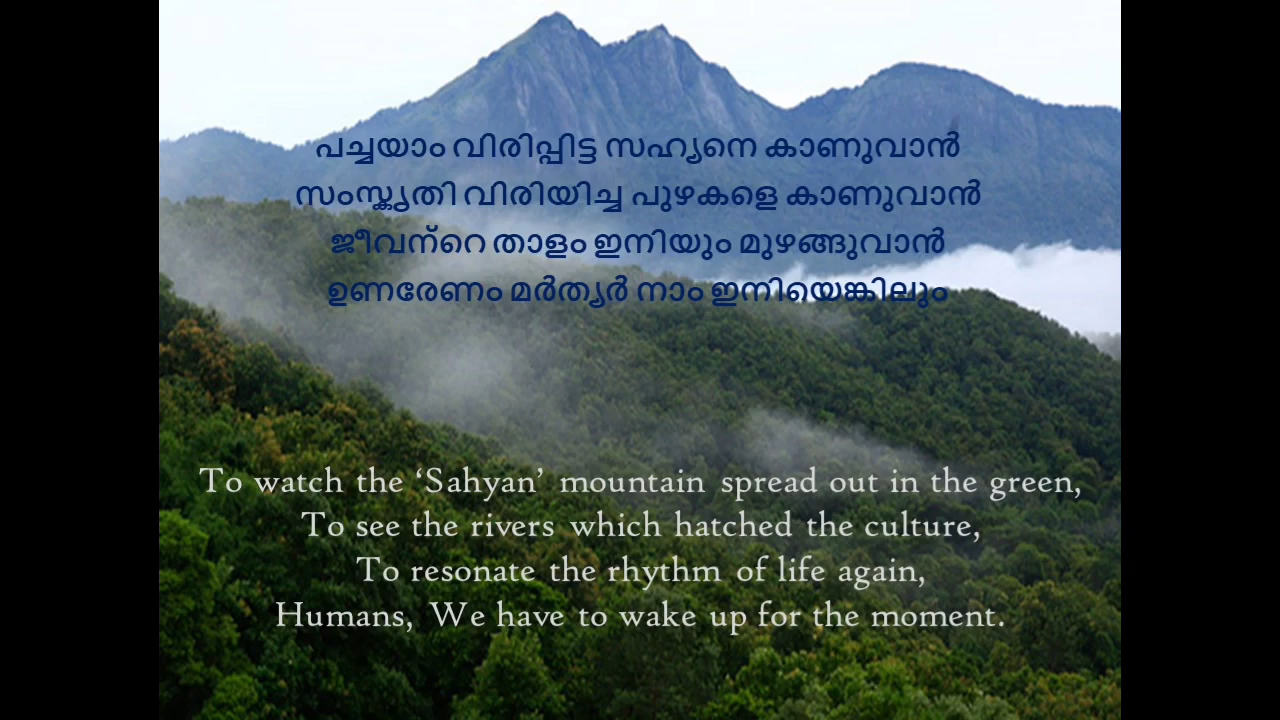 പച്ചയാം വിരിപ്പിട്ട സഹ്യനെ കാണുവാൻ
സംസ്കൃതി വിരിയിച്ച പുഴകളെ കാണുവാൻ
ജീവന്റെ താളം ഇനിയും മുഴങ്ങുവാൻ
ഉണരേണം മർത്യർ നാം ഇനിയെങ്കിലും
To watch the ‘Sahyan’ mountain spread out in the green,
To see the rivers which hatched the culture,
To resonate the rhythm of life again,
Humans, We have to wake up for the moment.